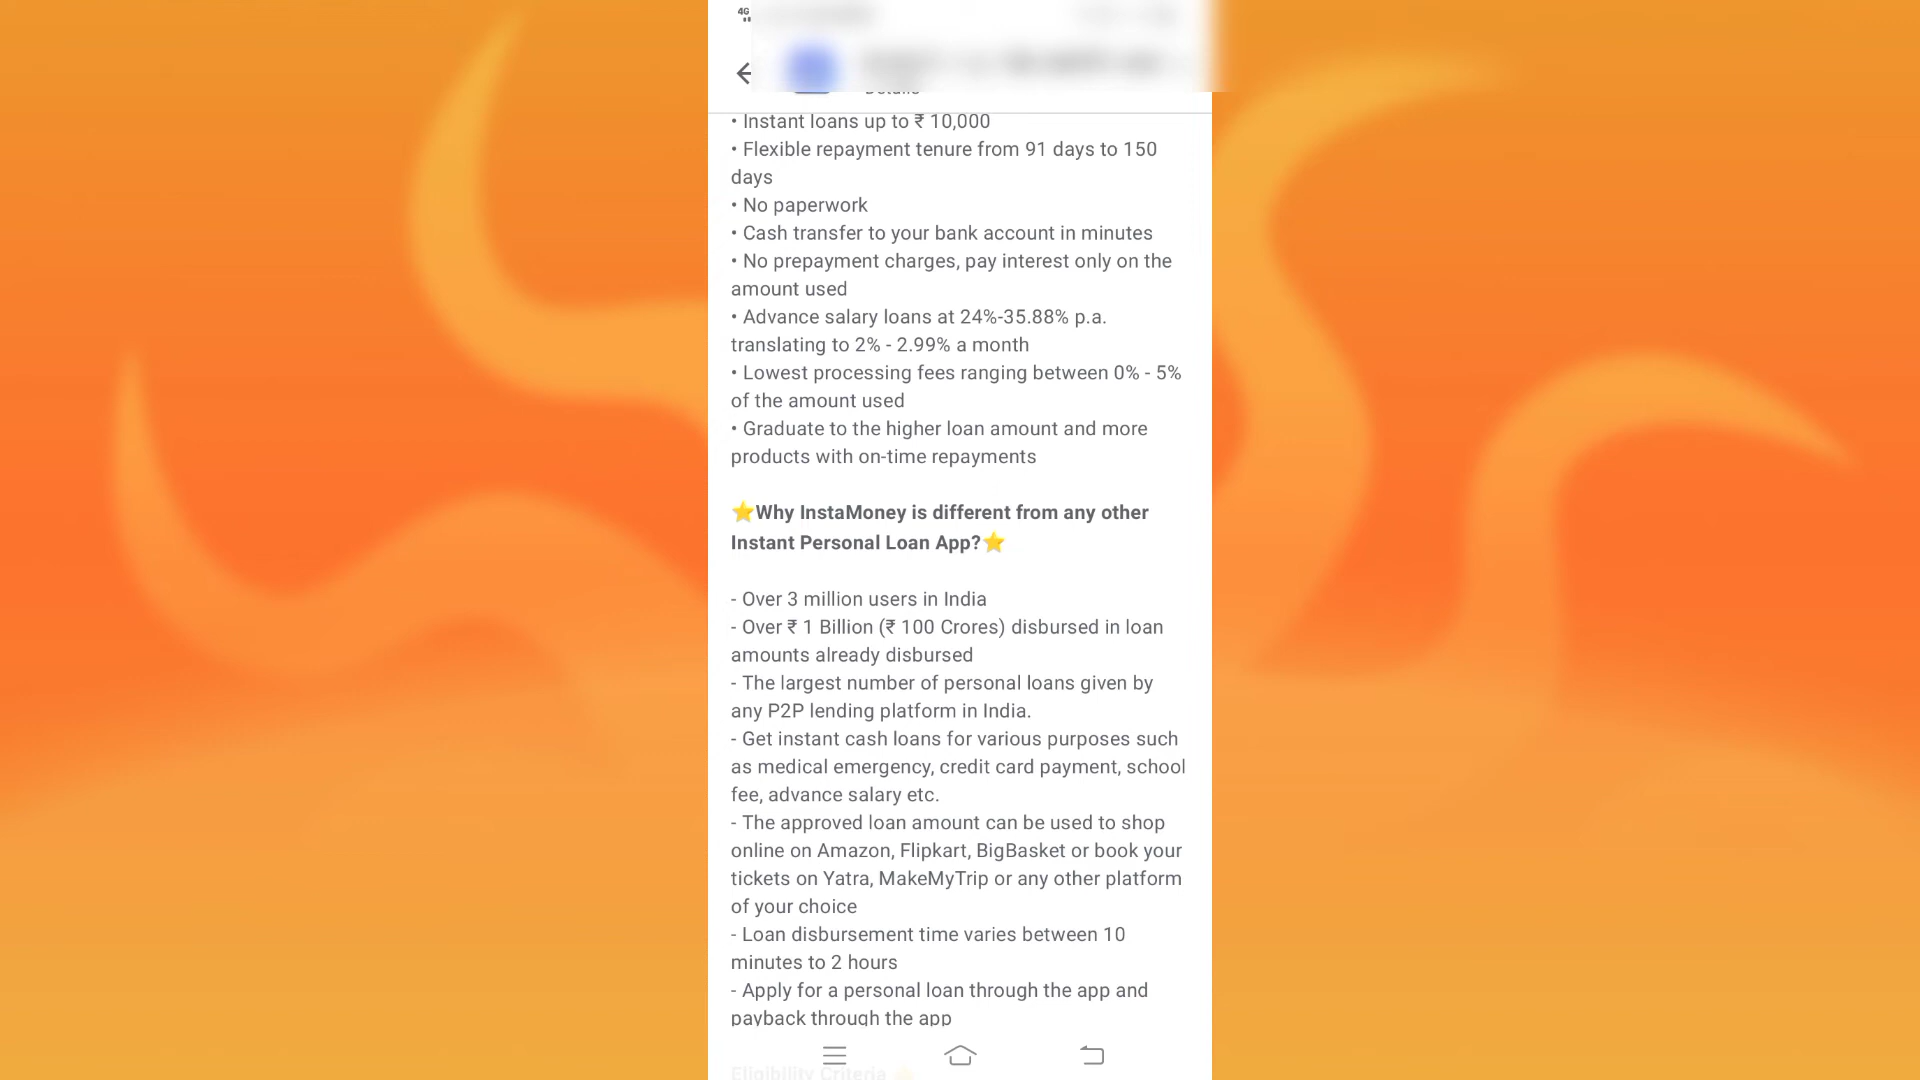 4G
• Instant loans up to ₹ 10,000
• Flexible repayment tenure from 91 days to 150
days
• No paperwork
• Cash transfer to your bank account in minutes
• No prepayment charges, pay interest only on the
amount used
• Advance salary loans at 24%-35.88% p.a.
translating to 2% - 2.99% a month
• Lowest processing fees ranging between 0% - 5%
of the amount used
• Graduate to the higher loan amount and more
products with on-time repayments
⭐Why InstaMoney is different from any other
Instant Personal Loan App?⭐
- Over 3 million users in India
- Over ₹ 1 Billion (₹ 100 Crores) disbursed in loan
amounts already disbursed
- The largest number of personal loans given by
any P2P lending platform in India.
- Get instant cash loans for various purposes such
as medical emergency, credit card payment, school
fee, advance salary etc.
- The approved loan amount can be used to shop
online on Amazon, Flipkart, BigBasket or book your
tickets on Yatra, MakeMyTrip or any other platform
of your choice
- Loan disbursement time varies between 10
minutes to 2 hours
- Apply for a personal loan through the app and
payback through the app
Eligibility Criteria ⭐